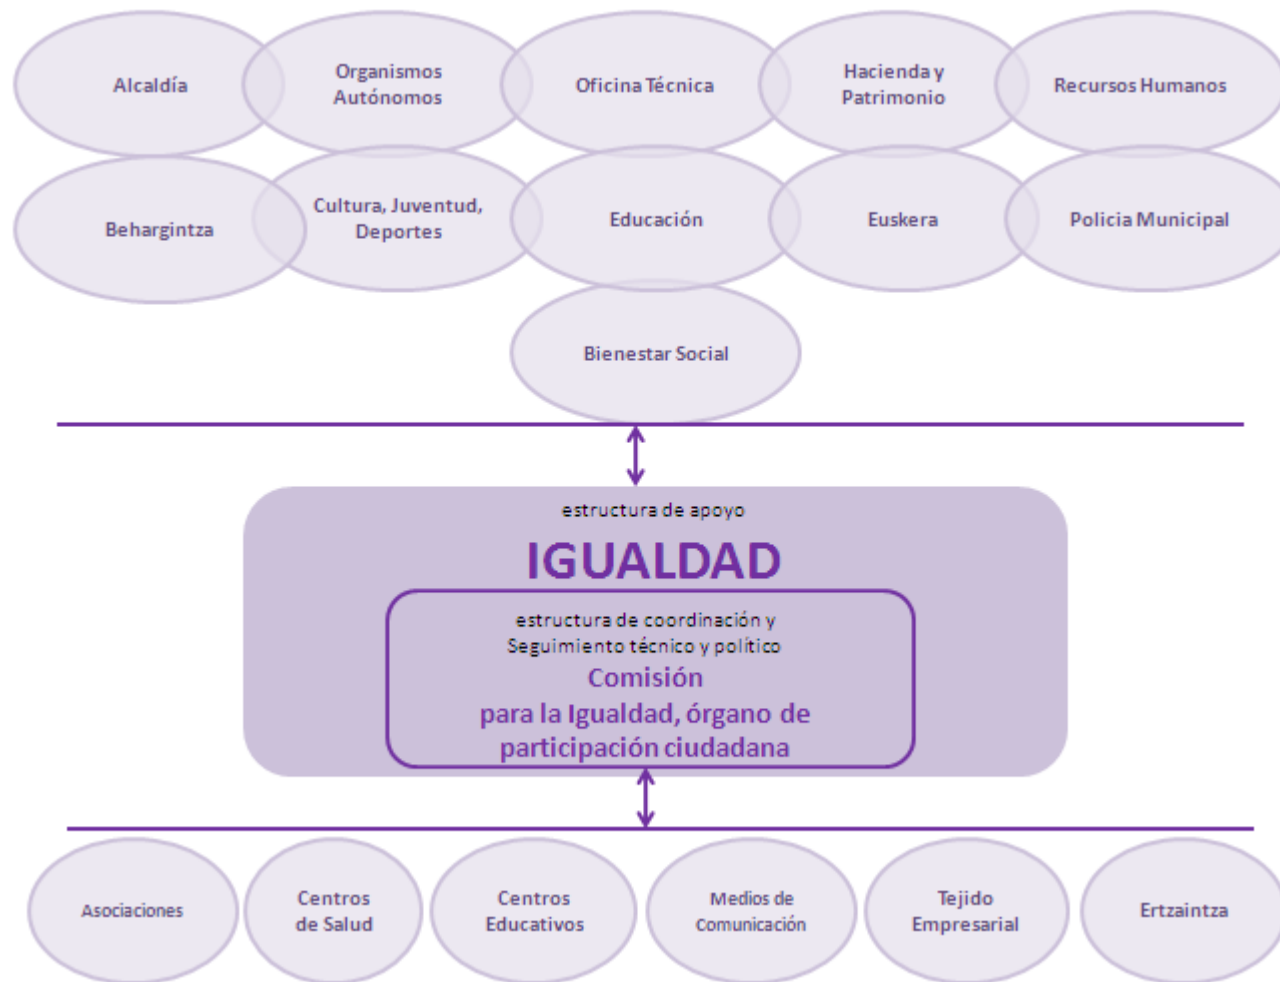 Alcaldía
Organismos
Autónomos
Oficina Técnica
Hacienda y
Patrimonio
Recursos Humanos
Behargintza
Cultura, Juventud,
Deportes
Educación
Euskera
Policia Municipal
Bienestar Social
estructura de apoyo
IGUALDAD
estructura de coordinación y
Seguimiento técnico y político
Comisión
para la Igualdad, órgano de
participación ciudadana
Asociaciones
Centros
de Salud
Centros
Educativos
Medios de
Comunicación
Tejido
Empresarial
Ertzaintza